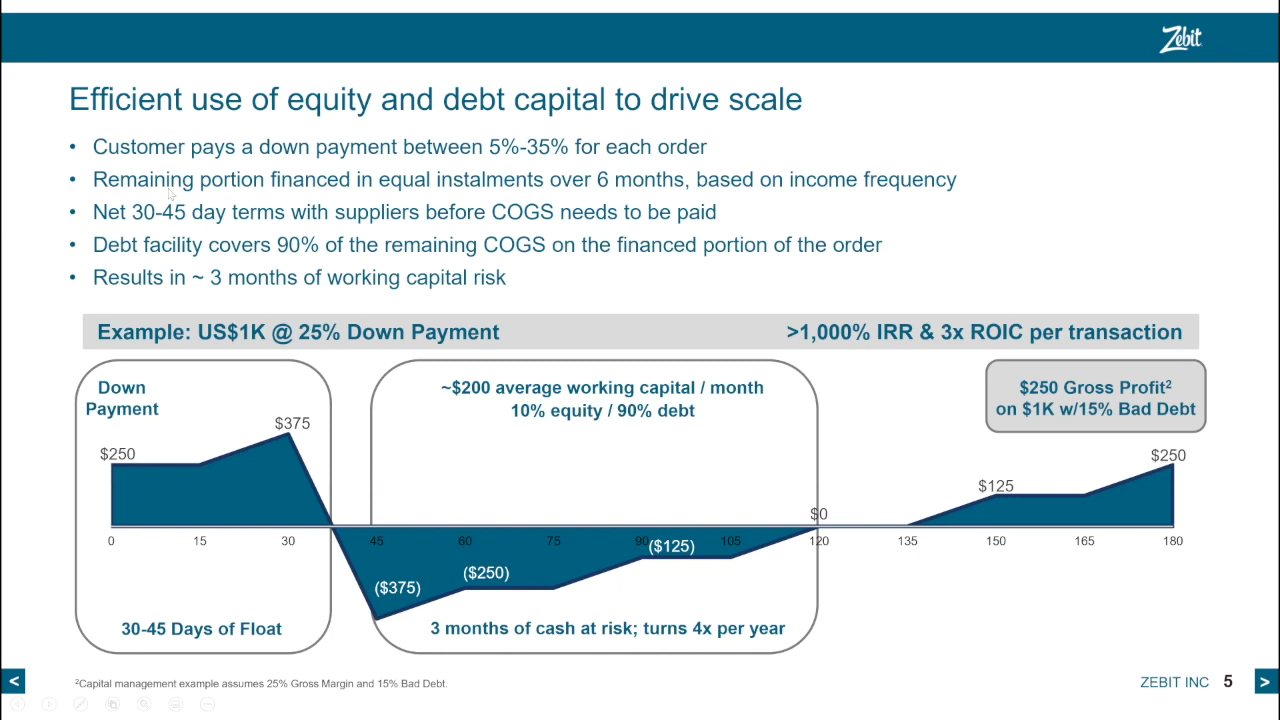 Zebit
Efficient use of equity and debt capital to drive scale
• Customer pays a down payment between 5%-35% for each order
• Remaining portion financed in equal instalments over 6 months, based on income frequency
• Net 30-45 day terms with suppliers before COGS needs to be paid
• Debt facility covers 90% of the remaining COGS on the financed portion of the order
• Results in ~ 3 months of working capital risk
Example: US$1K @ 25% Down Payment >1,000% IRR & 3x ROIC per transaction
Down
Payment
~$200 average working capital / month
10% equity / 90% debt
$250 Gross Profit2
on $1K w/15% Bad Debt
$250
$375
$0
$125
$250
0 15 30 45 60 75 90 105 120 135 150 165 180
($375)
($250)
($125)
30-45 Days of Float
3 months of cash at risk; turns 4x per year
2Capital management example assumes 25% Gross Margin and 15% Bad Debt.
< ZEBIT INC 5 >